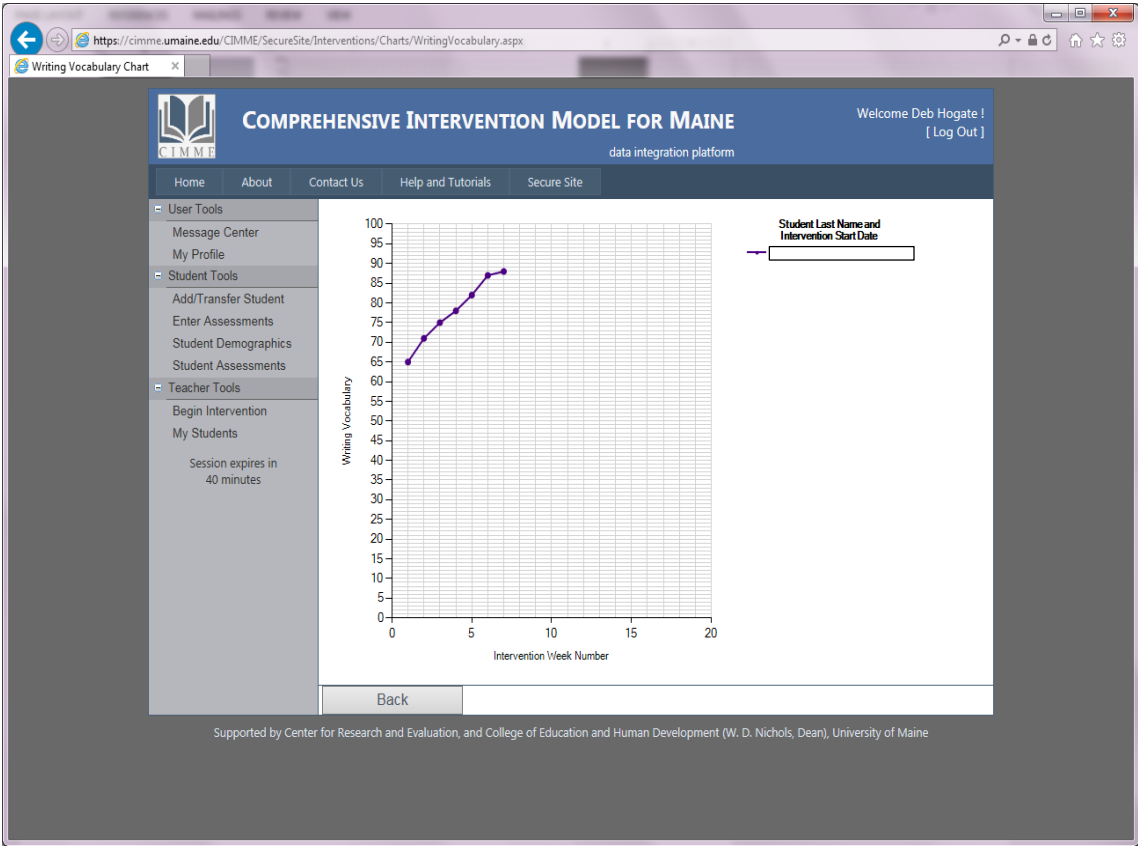 https://cimme.umaine.edu/CIMME/SecureSite/Interventions/Charts/WritingVocabulary.aspx
Writing Vocabulary Chart
CIMME
COMPREHENSIVE INTERVENTION MODEL FOR MAINE
data integration platform
Welcome Deb Hogate !
[ Log Out ]
Home About Contact Us Help and Tutorials Secure Site
User Tools
Message Center
My Profile
Student Tools
Add/Transfer Student
Enter Assessments
Student Demographics
Student Assessments
Teacher Tools
Begin Intervention
My Students
Session expires in
40 minutes
Writing Vocabulary
100
95
90
85
80
75
70
65
60
55
50
45
40
35
30
25
20
15
10
5
0
0 5 10 15 20
Intervention Week Number
Student Last Name and
Intervention Start Date
Back
Supported by Center for Research and Evaluation, and College of Education and Human Development (W. D. Nichols, Dean), University of Maine